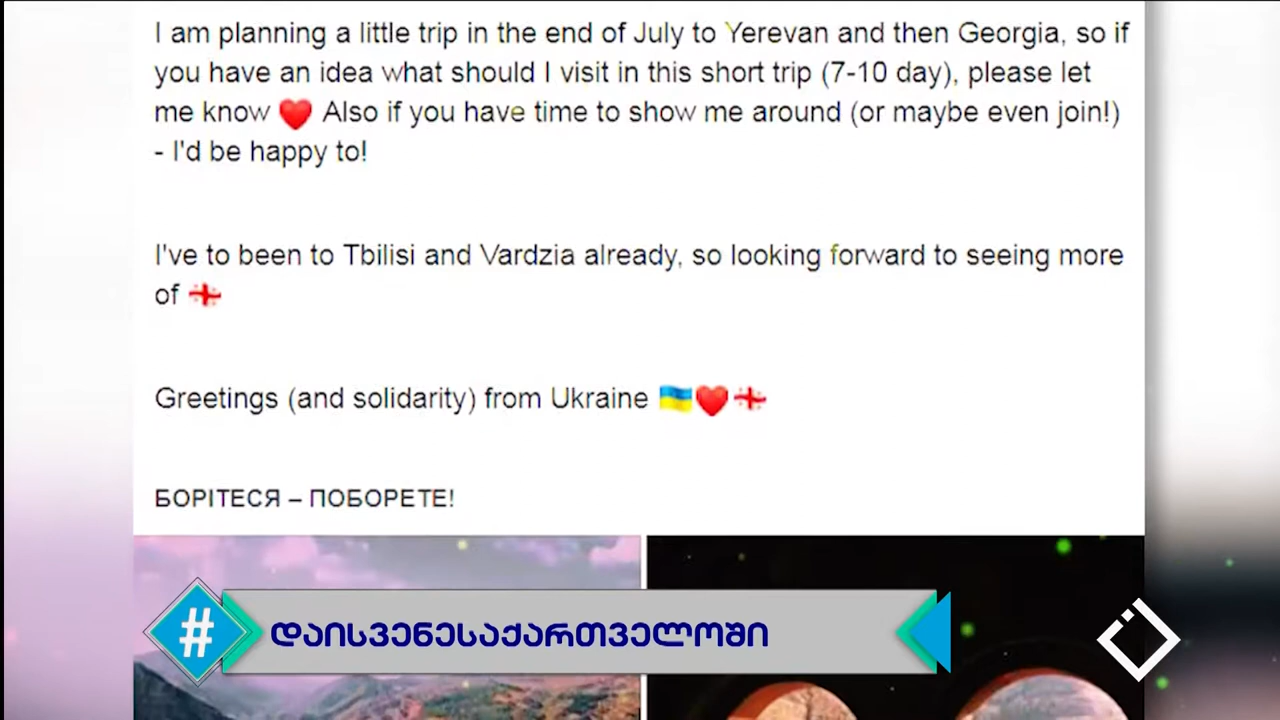 I am planning a little trip in the end of July to Yerevan and then Georgia, so if
you have an idea what should I visit in this short trip (7-10 day), please let
me know ❤️ Also if you have time to show me around (or maybe even join!)
- I'd be happy to!
I've to been to Tbilisi and Vardzia already, so looking forward to seeing more
of 🇬🇪
Greetings (and solidarity) from Ukraine 🇺🇦❤️🇬🇪
БОРІТЕСЯ – ПОБОРЕТЕ!
# დაისვენესაქართველოში